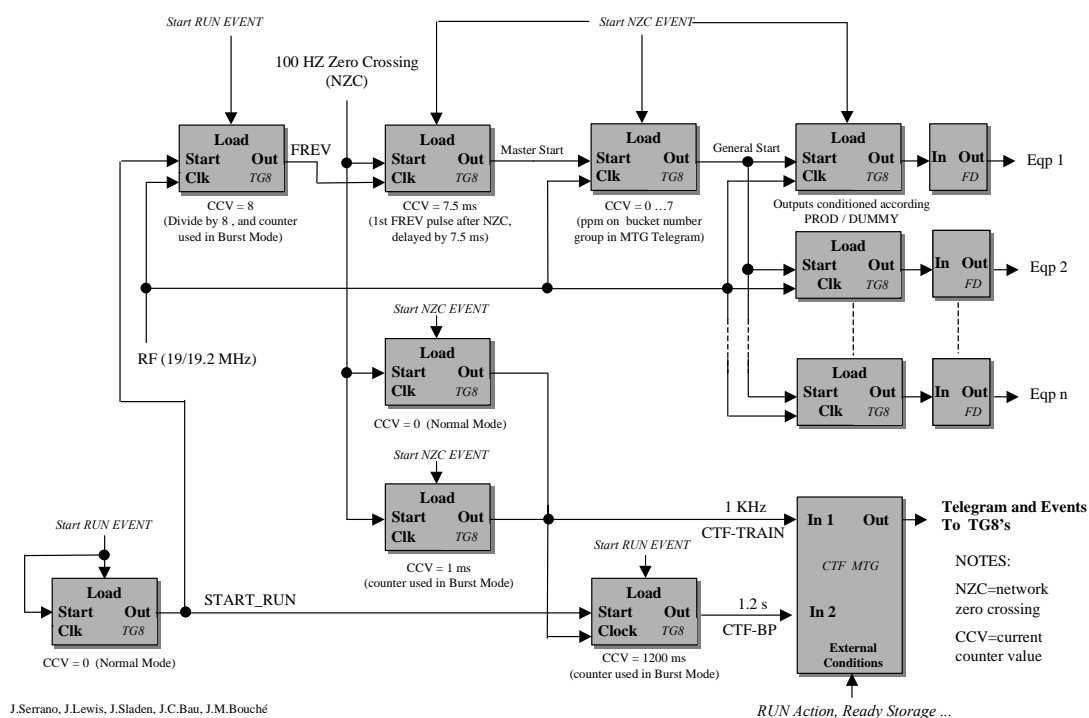 Start RUN EVENT
Start NZC EVENT
100 HZ Zero Crossing
(NZC)
Load
Start Out
Clk TG8
FREV
CCV = 8
(Divide by 8 , and counter
used in Burst Mode)
Load
Start Out
Clk TG8
Master Start
CCV = 7.5 ms
(1st FREV pulse after NZC,
delayed by 7.5 ms)
Load
Start Out
Clk TG8
General Start
CCV = 0 …7
(ppm on bucket number
group in MTG Telegram)
Load
Start Out
Clk TG8
In Out
FD
Eqp 1
Outputs conditioned according
PROD / DUMMY
Load
Start Out
Clk TG8
In Out
FD
Eqp 2
RF (19/19.2 MHz)
Start NZC EVENT
Load
Start Out
Clk TG8
CCV = 0 (Normal Mode)
Load
Start Out
Clk TG8
In Out
FD
Eqp n
Start NZC EVENT
Load
Start Out
Clk TG8
CCV = 1 ms
(counter used in Burst Mode)
1 KHz
CTF-TRAIN
Start RUN EVENT
Load
Start Out
Clk TG8
CCV = 0 (Normal Mode)
START_RUN
Start RUN EVENT
Load
Start Out
Clock TG8
CCV = 1200 ms
(counter used in Burst Mode)
1.2 s
CTF-BP
In 1 Out
CTF MTG
In 2
External
Conditions
RUN Action, Ready Storage ...
Telegram and Events
To TG8's
NOTES:
NZC=network
zero crossing
CCV=current
counter value
J.Serrano, J.Lewis, J.Sladen, J.C.Bau, J.M.Bouché